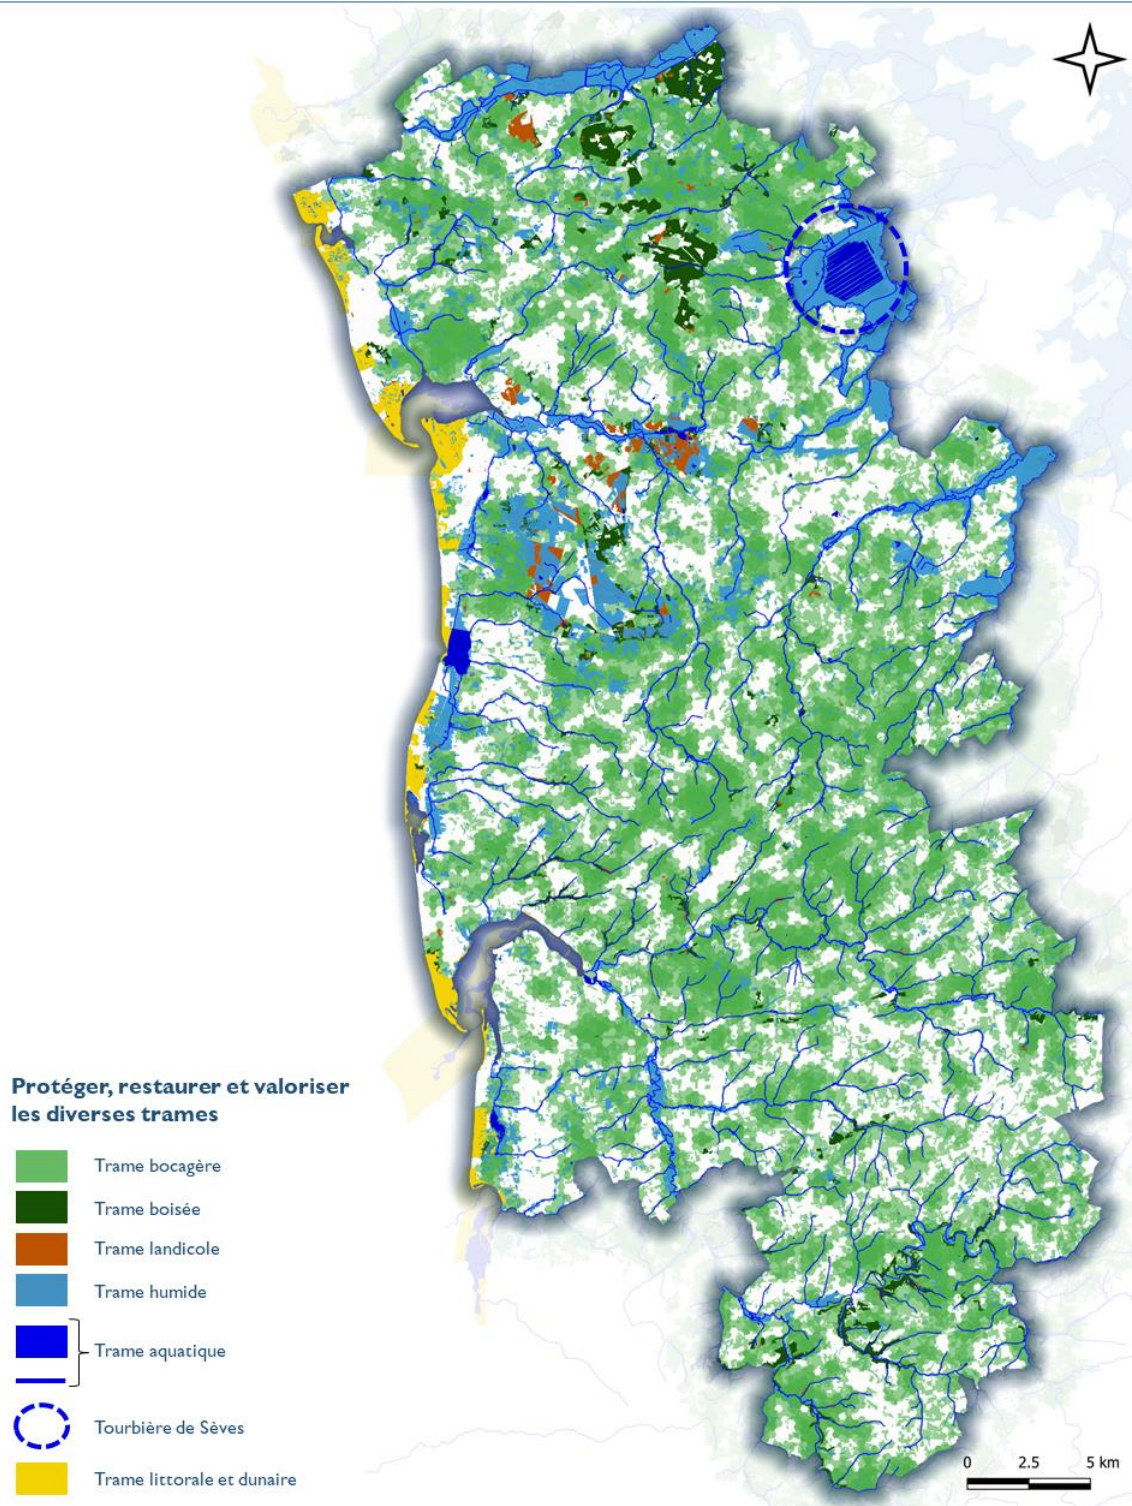 Protéger, restaurer et valoriser
les diverses trames
Trame bocagère
Trame boisée
Trame landicole
Trame humide
Trame aquatique
Tourbière de Sèves
Trame littorale et dunaire
0 2.5 5 km